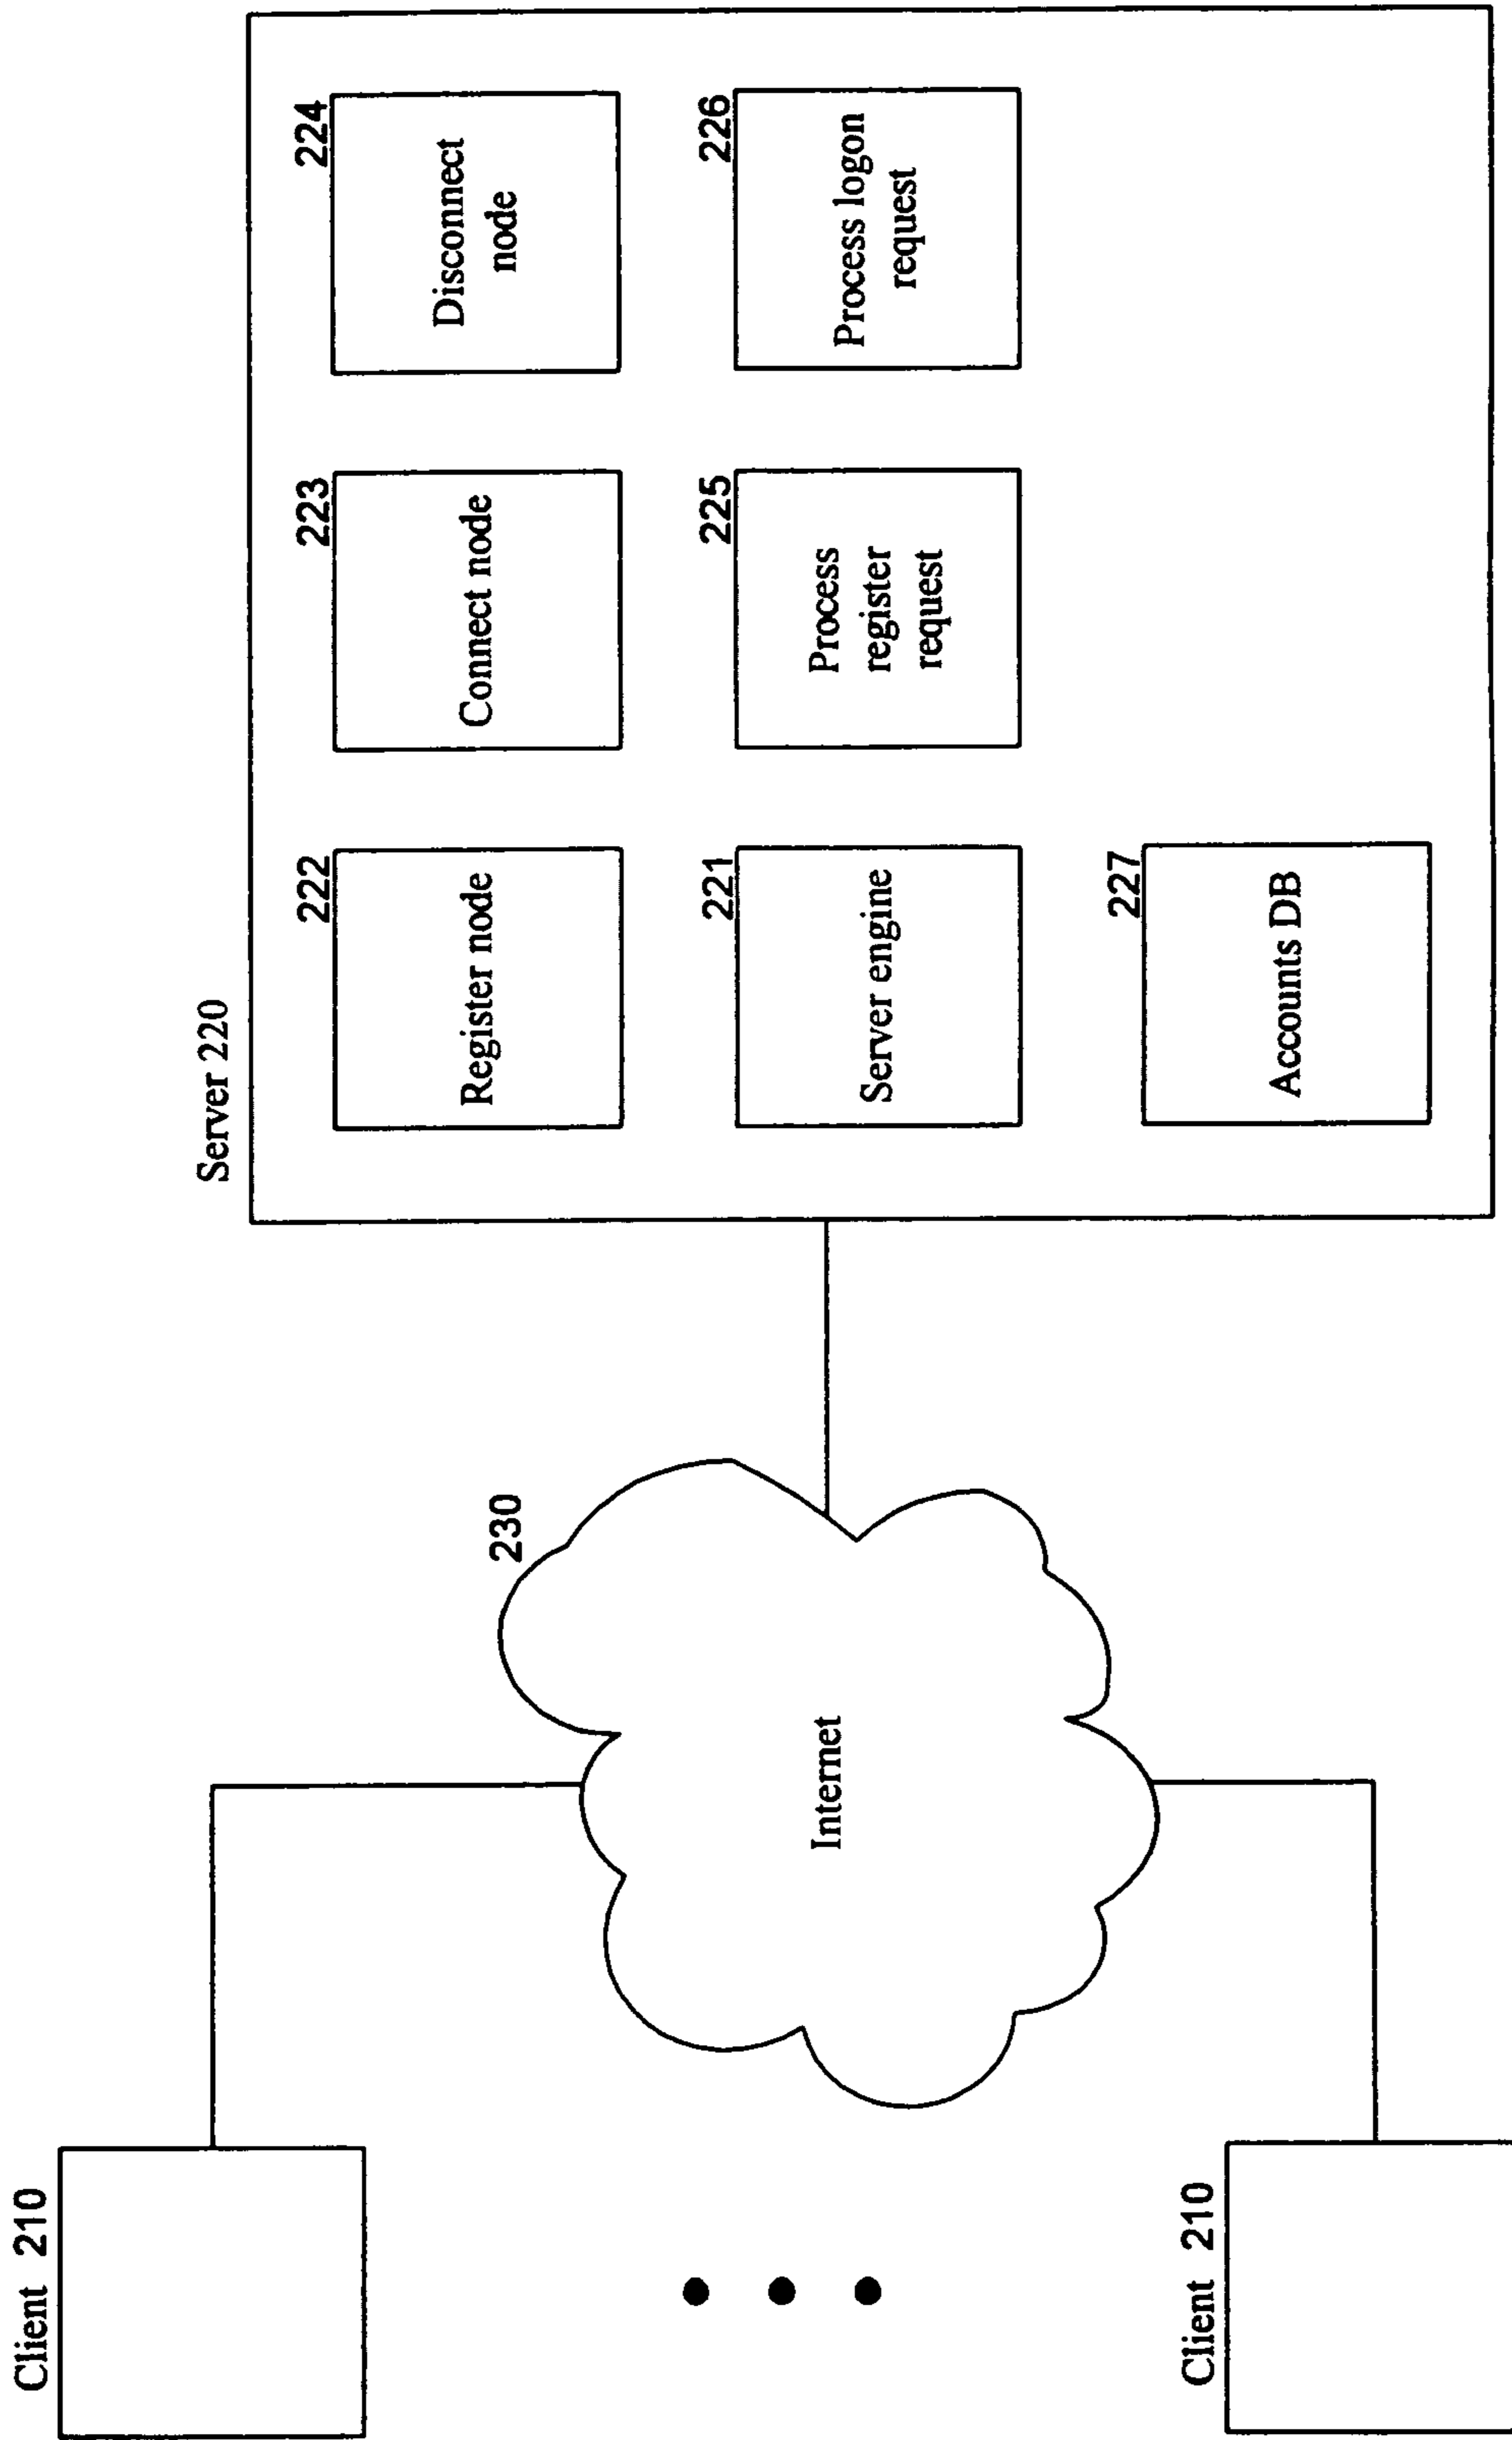 Client 210
Client 210
230
Internet
Server 220
222
Register node
223
Connect node
224
Disconnect
node
221
Server engine
225
Process
register
request
226
Process logon
request
227
Accounts DB